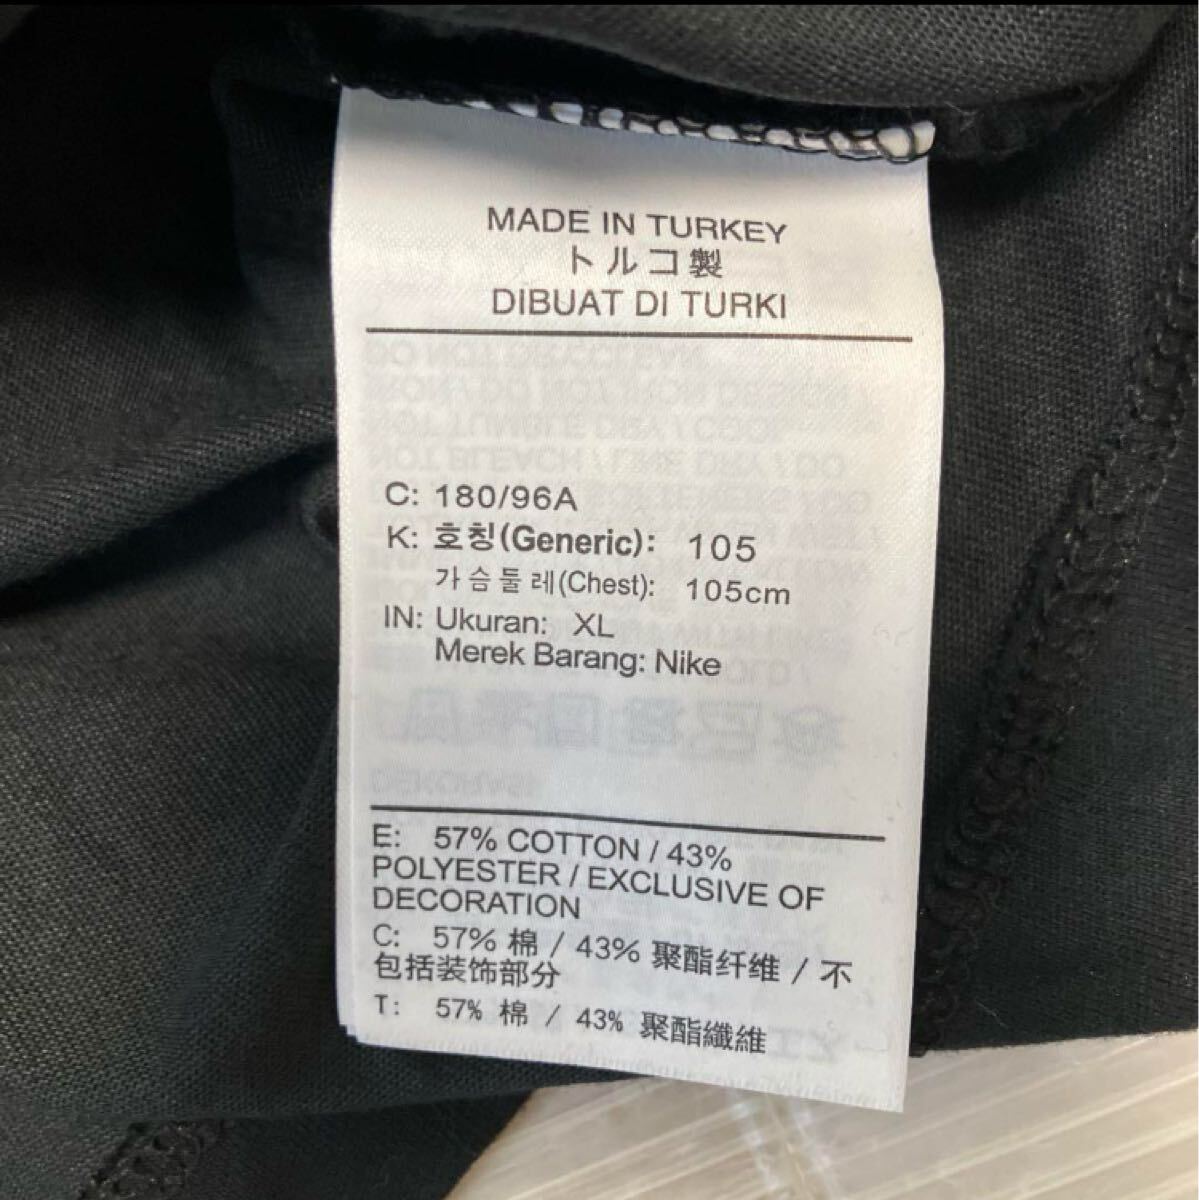 MADE IN TURKEY
トルコ製
DIBUAT DI TURKI
C: 180/96A
K: 호칭(Generic): 105
가슴둘레(Chest): 105cm
IN: Ukuran: XL
Merek Barang: Nike
E: 57% COTTON / 43%
POLYESTER / EXCLUSIVE OF
DECORATION
C: 57% 棉 / 43% 聚酯纤维 / 不
包括装饰部分
T: 57% 棉 / 43% 聚酯纖維